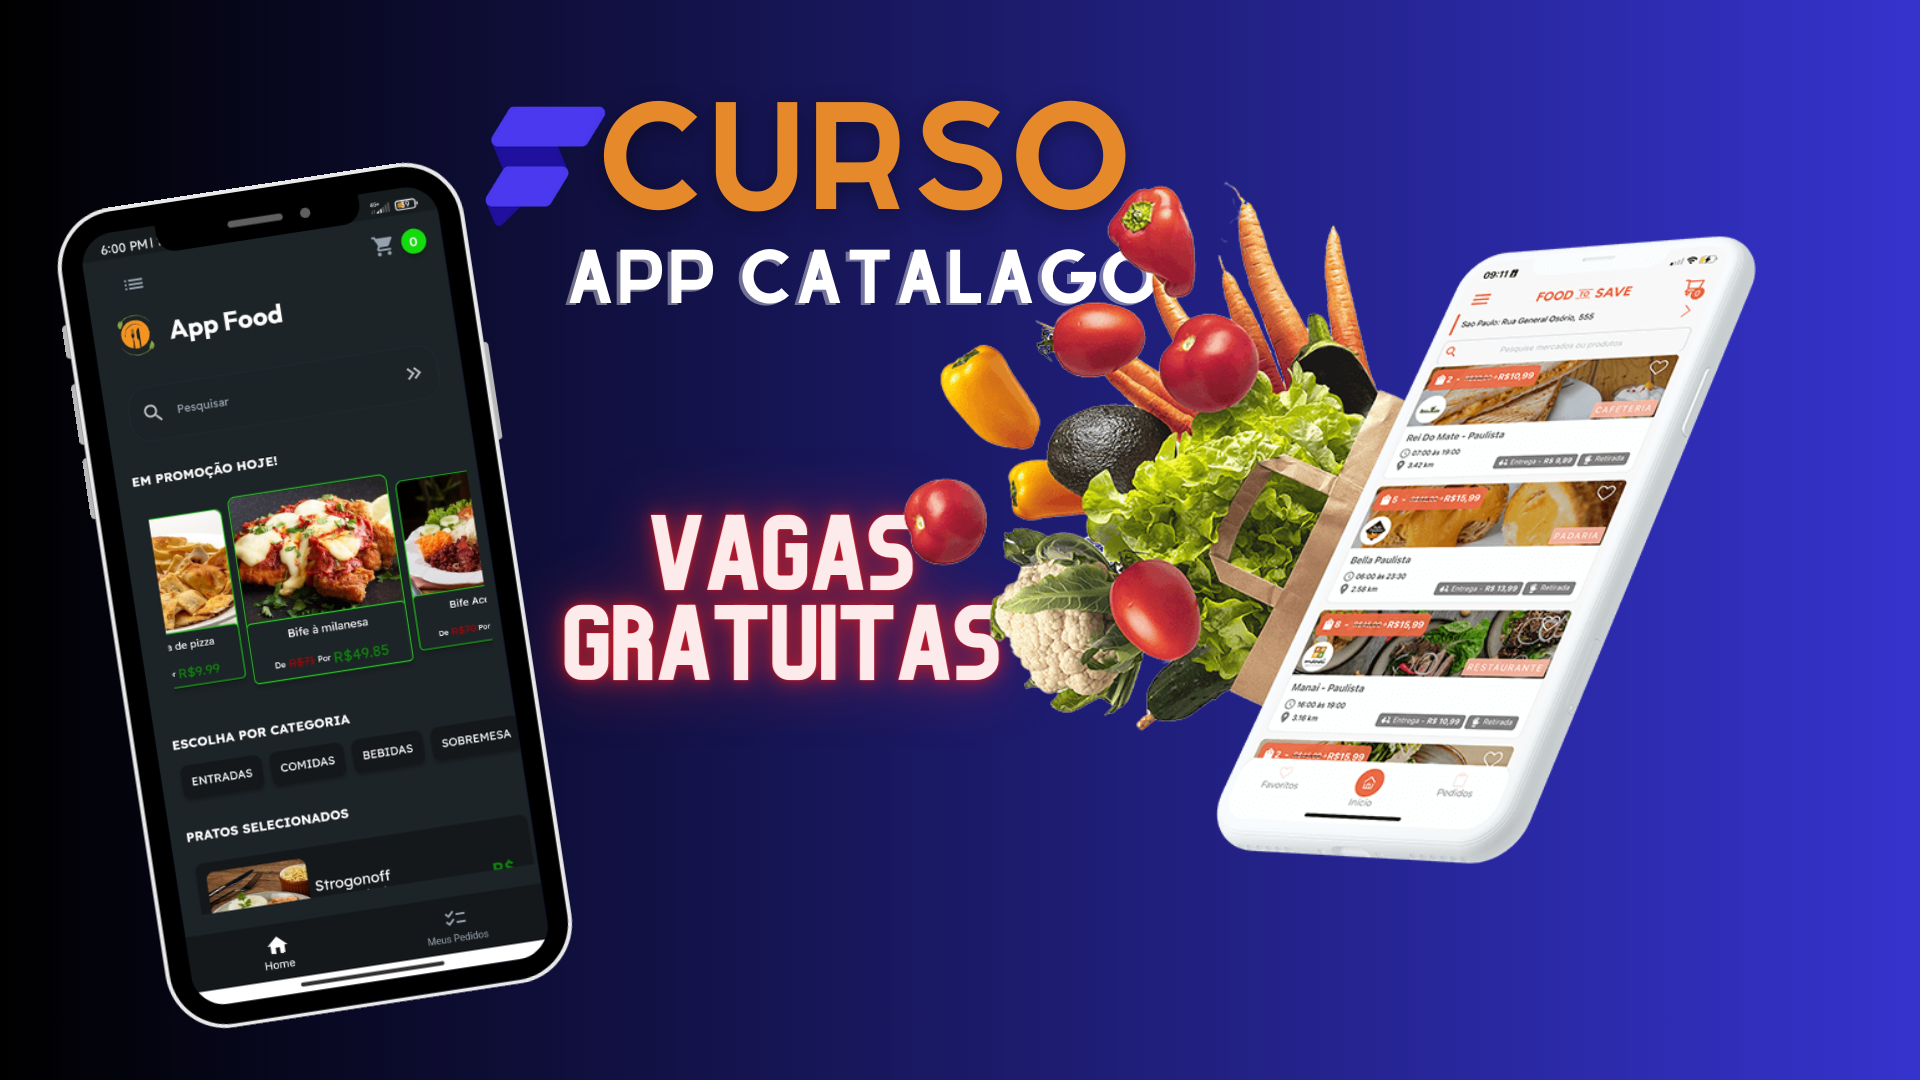 CURSO
APP CATALAGO
VAGAS
GRATUITAS
6:00 PM
0
App Food
Pesquisar
EM PROMOÇÃO HOJE!
de pizza
R$9.99
Bife à milanesa
De R$71 Por R$49.85
Bife
De R$70 Por
ESCOLHA POR CATEGORIA
ENTRADAS
COMIDAS
BEBIDAS
SOBREMESA
PRATOS SELECIONADOS
Strogonoff
R$
Home
Meus Pedidos
09:11
FOOD TO SAVE
Sao Paulo: Rua General Osório, 555
Pesquise mercados ou produtos
2 - R$10,99
CAFETERIA
Rei Do Mate - Paulista
07:00 às 19:00
3.42 km
Entrega - R$ 9,99
Retirada
5 - R$15,99
PADARIA
Bella Paulista
06:00 às 23:30
2.58 km
Entrega - R$ 13,99
Retirada
8 - R$15,99
RESTAURANTE
Manai - Paulista
16:00 às 19:00
3.16 km
Entrega - R$ 10,99
Retirada
2 - R$15,99
Favoritos
Início
Pedidos